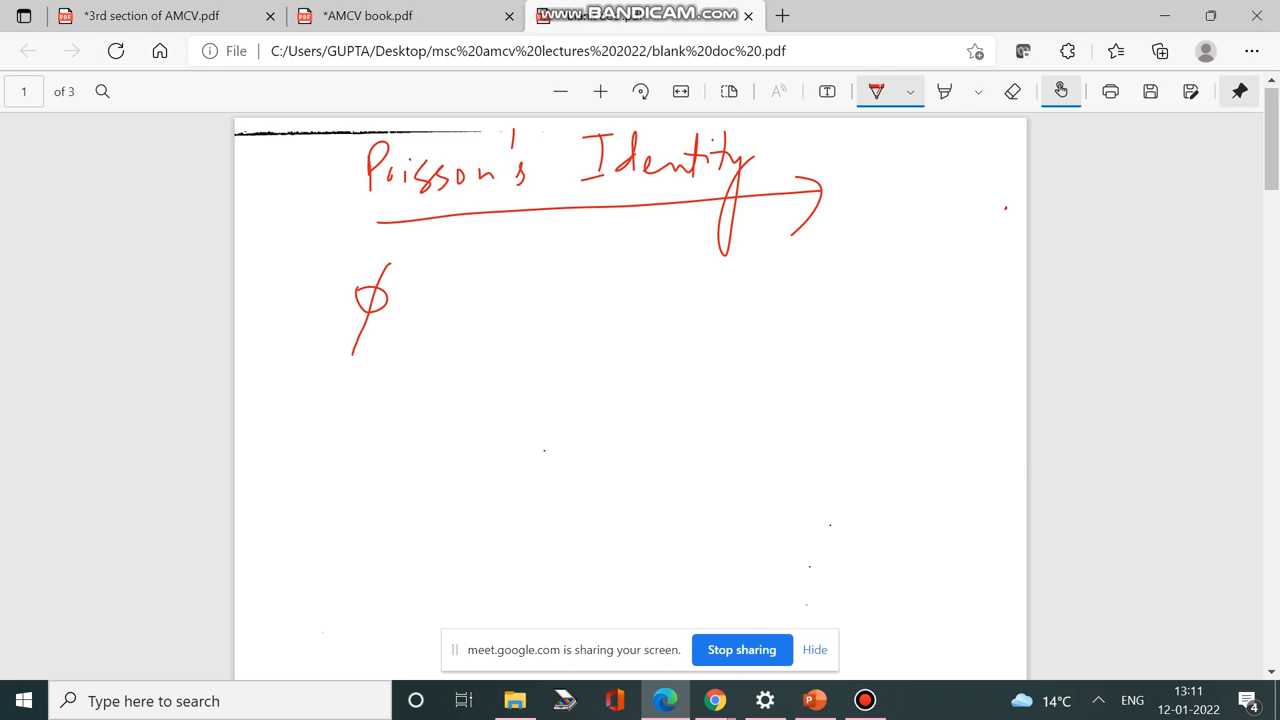 *3rd section of AMCV.pdf
*AMCV book.pdf
www.BANDICAM.com
File
C:/Users/GUPTA/Desktop/msc%20amcv%20lectures%202022/blank%20doc%20.pdf
1 of 3
Poisson's Identity
ϕ
meet.google.com is sharing your screen.
Stop sharing
Hide
Type here to search
14°C
ENG
13:11
12-01-2022
4